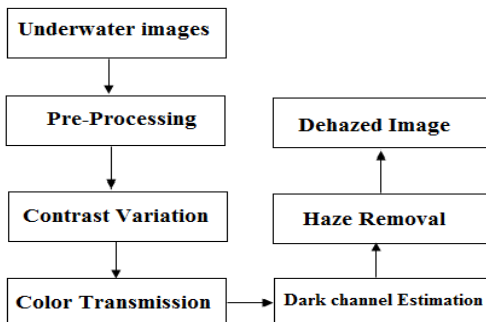 Underwater images
Pre-Processing
Contrast Variation
Color Transmission
Dark channel Estimation
Haze Removal
Dehazed Image